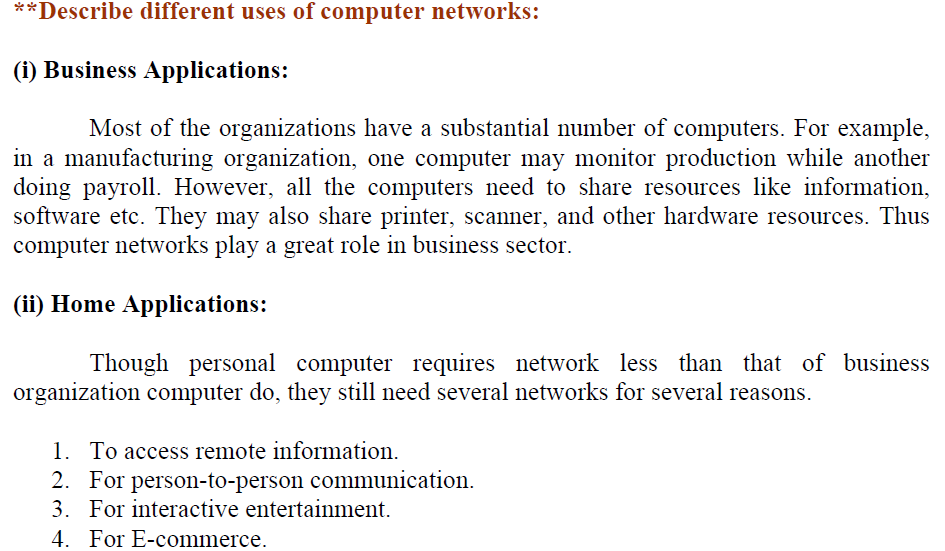 **Describe different uses of computer networks:
(i) Business Applications:
Most of the organizations have a substantial number of computers. For example,
in a manufacturing organization, one computer may monitor production while another
doing payroll. However, all the computers need to share resources like information,
software etc. They may also share printer, scanner, and other hardware resources. Thus
computer networks play a great role in business sector.
(ii) Home Applications:
Though personal computer requires network less than that of business
organization computer do, they still need several networks for several reasons.
1. To access remote information.
2. For person-to-person communication.
3. For interactive entertainment.
4. For E-commerce.